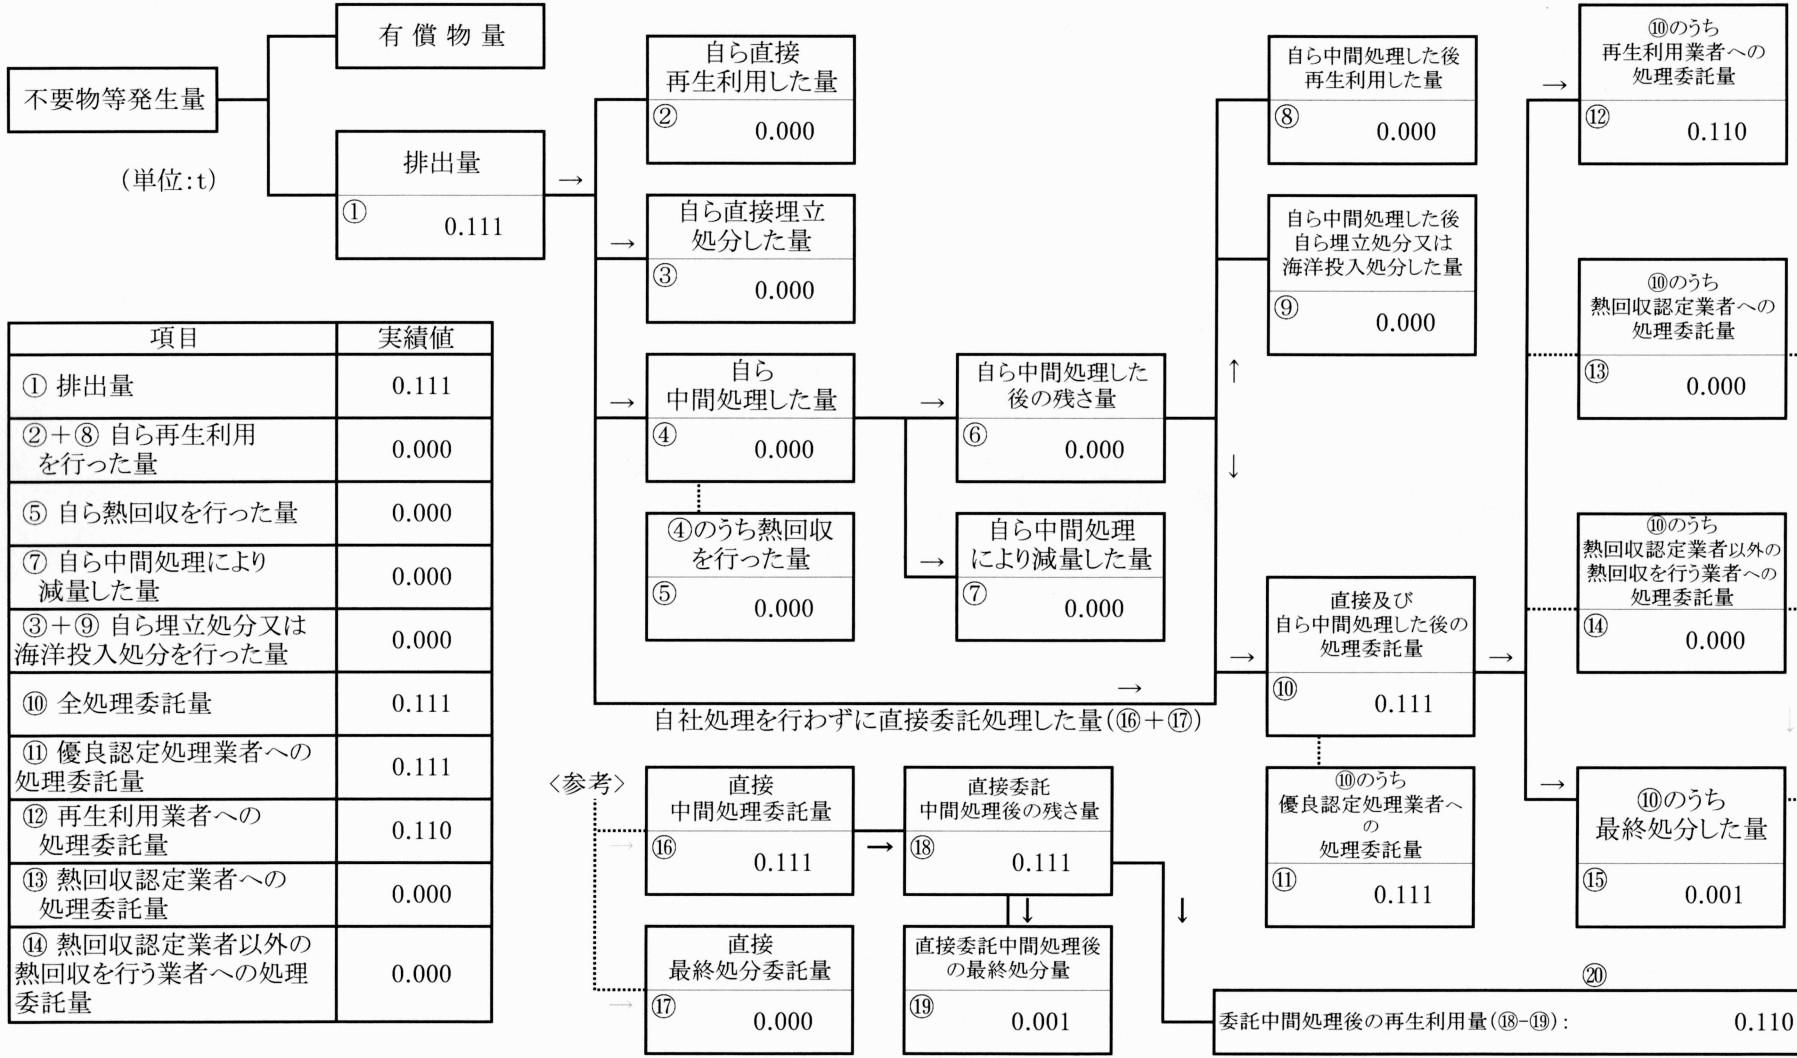 有償物量
不要物等発生量
(単位:t)
排出量
① 0.111
自ら直接
再生利用した量
② 0.000
自ら直接埋立
処分した量
③ 0.000
自ら
中間処理した量
④ 0.000
④のうち熱回収
を行った量
⑤ 0.000
自ら中間処理した
後の残さ量
⑥ 0.000
自ら中間処理
により減量した量
⑦ 0.000
自ら中間処理した後
再生利用した量
⑧ 0.000
自ら中間処理した後
自ら埋立処分又は
海洋投入処分した量
⑨ 0.000
直接及び
自ら中間処理した後の
処理委託量
⑩ 0.111
⑩のうち
優良認定処理業者へ
の
処理委託量
⑪ 0.111
⑩のうち
再生利用業者への
処理委託量
⑫ 0.110
⑩のうち
熱回収認定業者への
処理委託量
⑬ 0.000
⑩のうち
熱回収認定業者以外の
熱回収を行う業者への
処理委託量
⑭ 0.000
⑩のうち
最終処分した量
⑮ 0.001
自社処理を行わずに直接委託処理した量(⑯+⑰)
〈参考〉
直接
中間処理委託量
⑯ 0.111
直接
最終処分委託量
⑰ 0.000
直接委託
中間処理後の残さ量
⑱ 0.111
直接委託中間処理後
の最終処分量
⑲ 0.001
⑳
委託中間処理後の再生利用量(⑱-⑲): 0.110
項目 実績値
① 排出量 0.111
②+⑧ 自ら再生利用
を行った量 0.000
⑤ 自ら熱回収を行った量 0.000
⑦ 自ら中間処理により
減量した量 0.000
③+⑨ 自ら埋立処分又は
海洋投入処分を行った量 0.000
⑩ 全処理委託量 0.111
⑪ 優良認定処理業者への
処理委託量 0.111
⑫ 再生利用業者への
処理委託量 0.110
⑬ 熱回収認定業者への
処理委託量 0.000
⑭ 熱回収認定業者以外の
熱回収を行う業者への処理
委託量 0.000